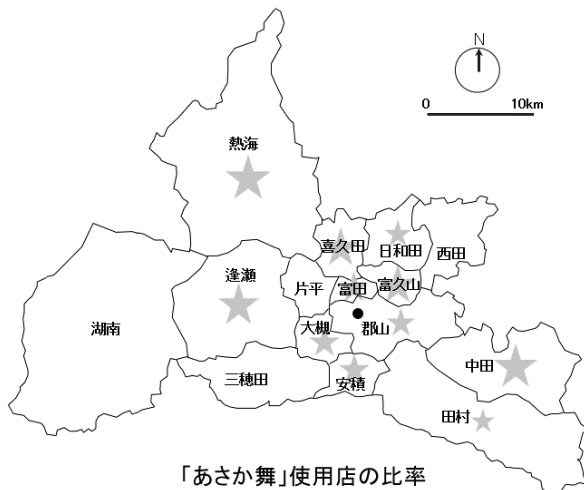 N
0 10km
熱海
喜久田
日和田
西田
逢瀬
片平
富田
富久山
湖南
大槻
郡山
中田
三穂田
安積
田村
「あさか舞」使用店の比率